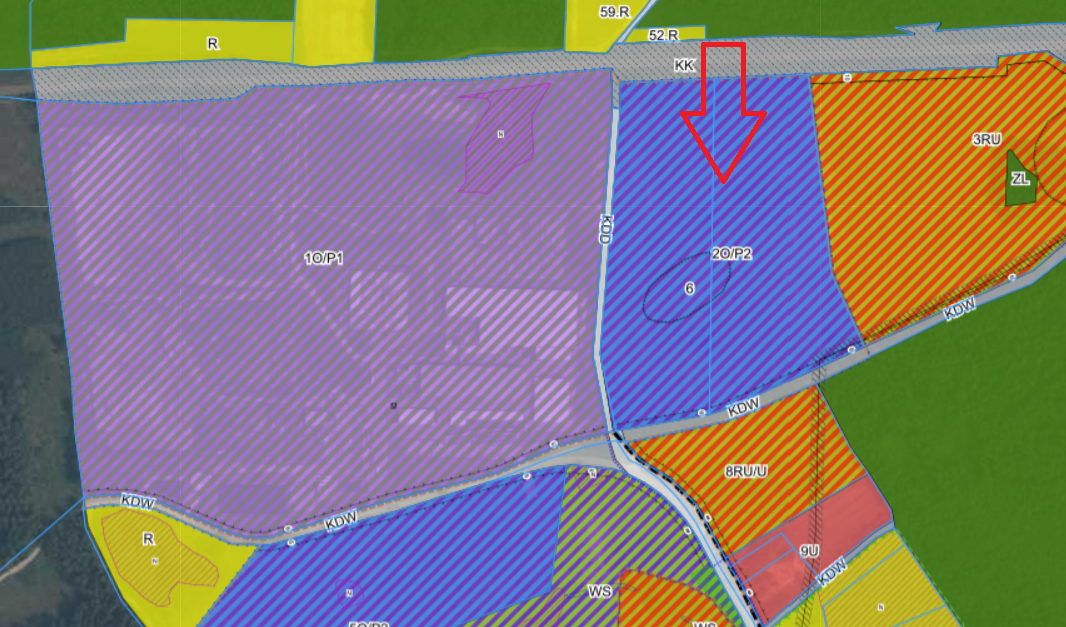 59.R
52.R
R
KK
N
3RU
ZL
KDD
1O/P1
2O/P2
6
KDW
KDW
8RU/U
KDW
KDW
R
N
9U
KDW
N
WS
N